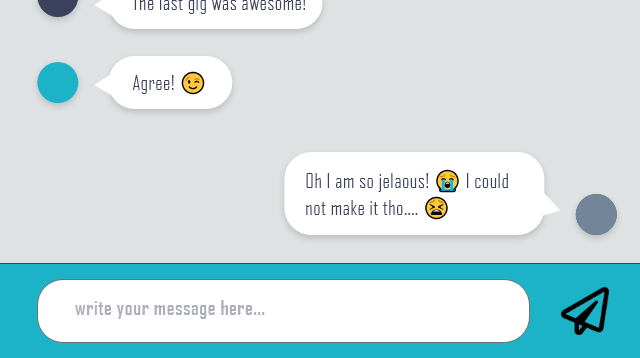 The last gig was awesome!
Agree! 😉
Oh I am so jelaous! 😭 I could
not make it tho.... 😫
write your message here...